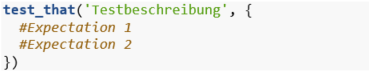 test_that('Testbeschreibung', {
  #Expectation 1
  #Expectation 2
})